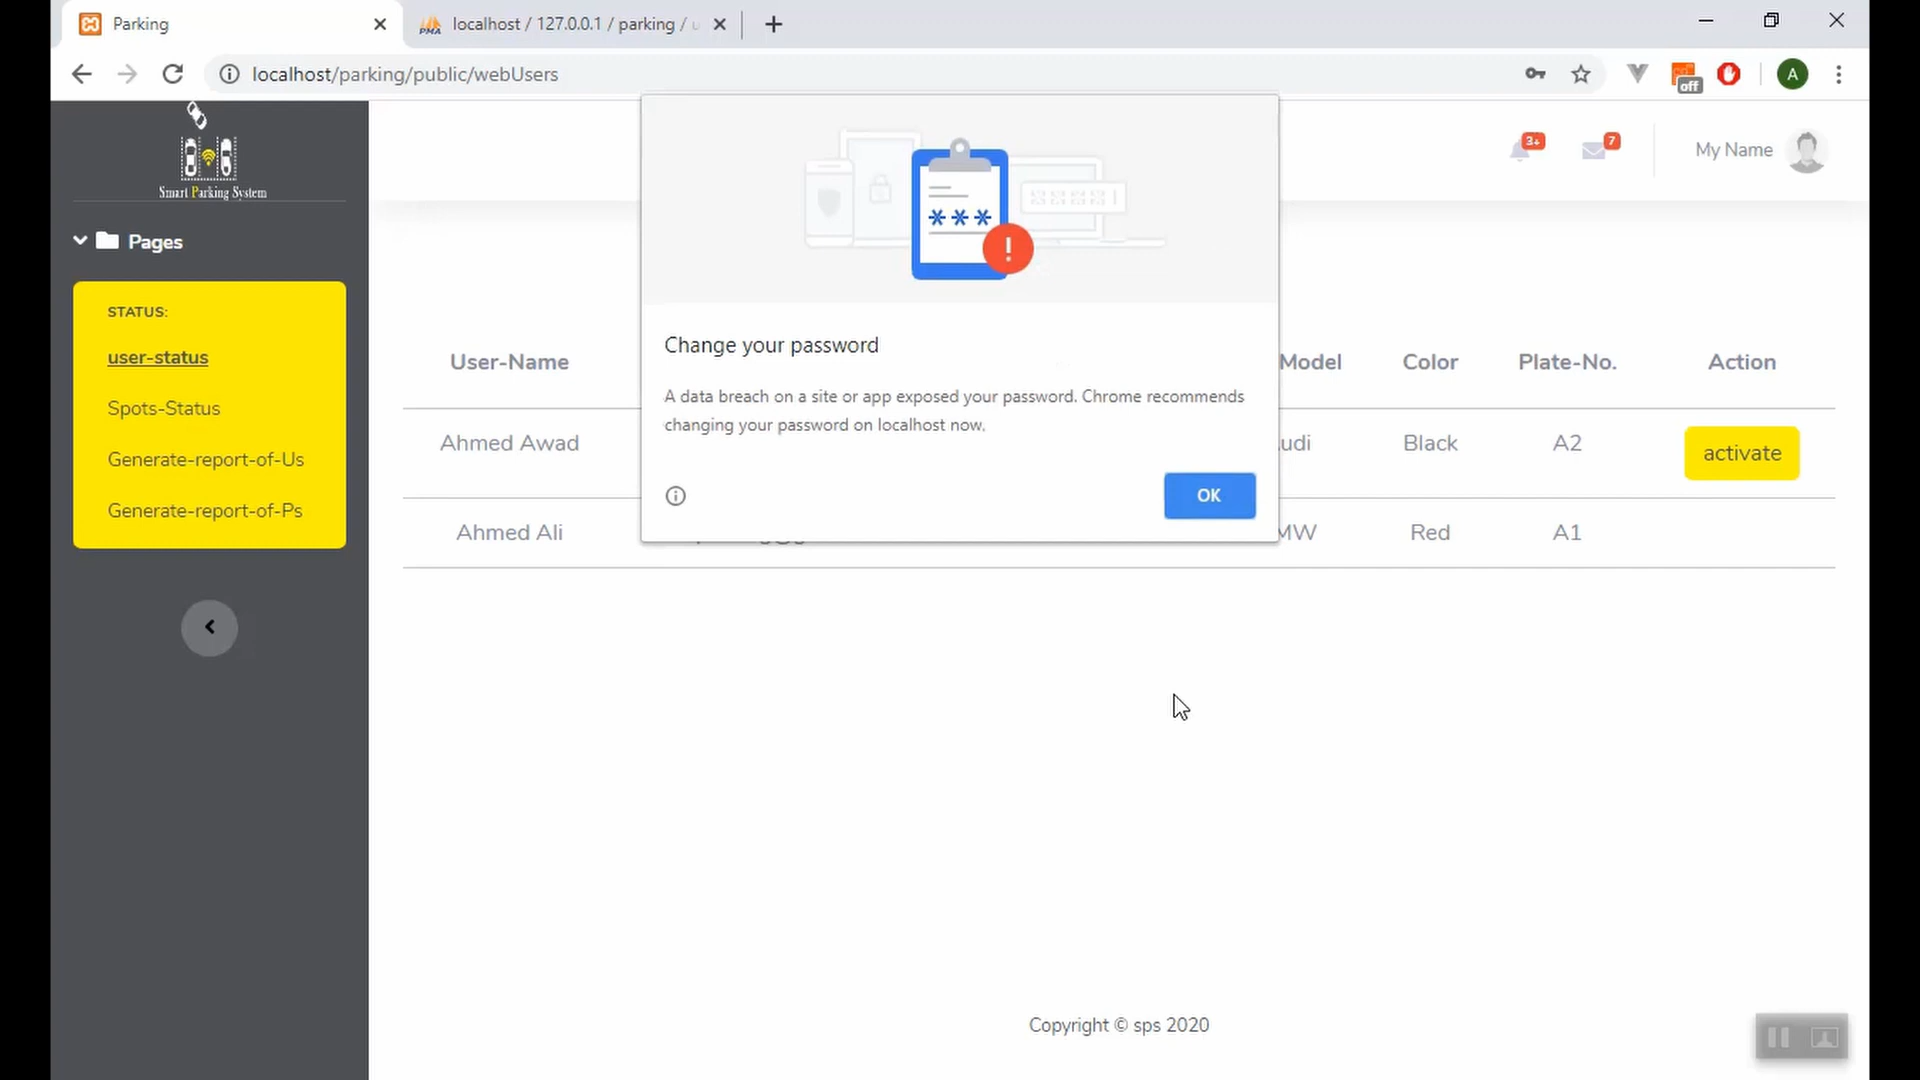 Parking
localhost / 127.0.0.1 / parking /
localhost/parking/public/webUsers
off
A
Smart Parking System
3+
7
My Name
Pages
STATUS:
user-status
Spots-Status
Generate-report-of-Us
Generate-report-of-Ps
***
!
Change your password
A data breach on a site or app exposed your password. Chrome recommends
changing your password on localhost now.
OK
User-Name Model Color Plate-No. Action
Ahmed Awad udi Black A2 activate
Ahmed Ali MW Red A1
Copyright © sps 2020